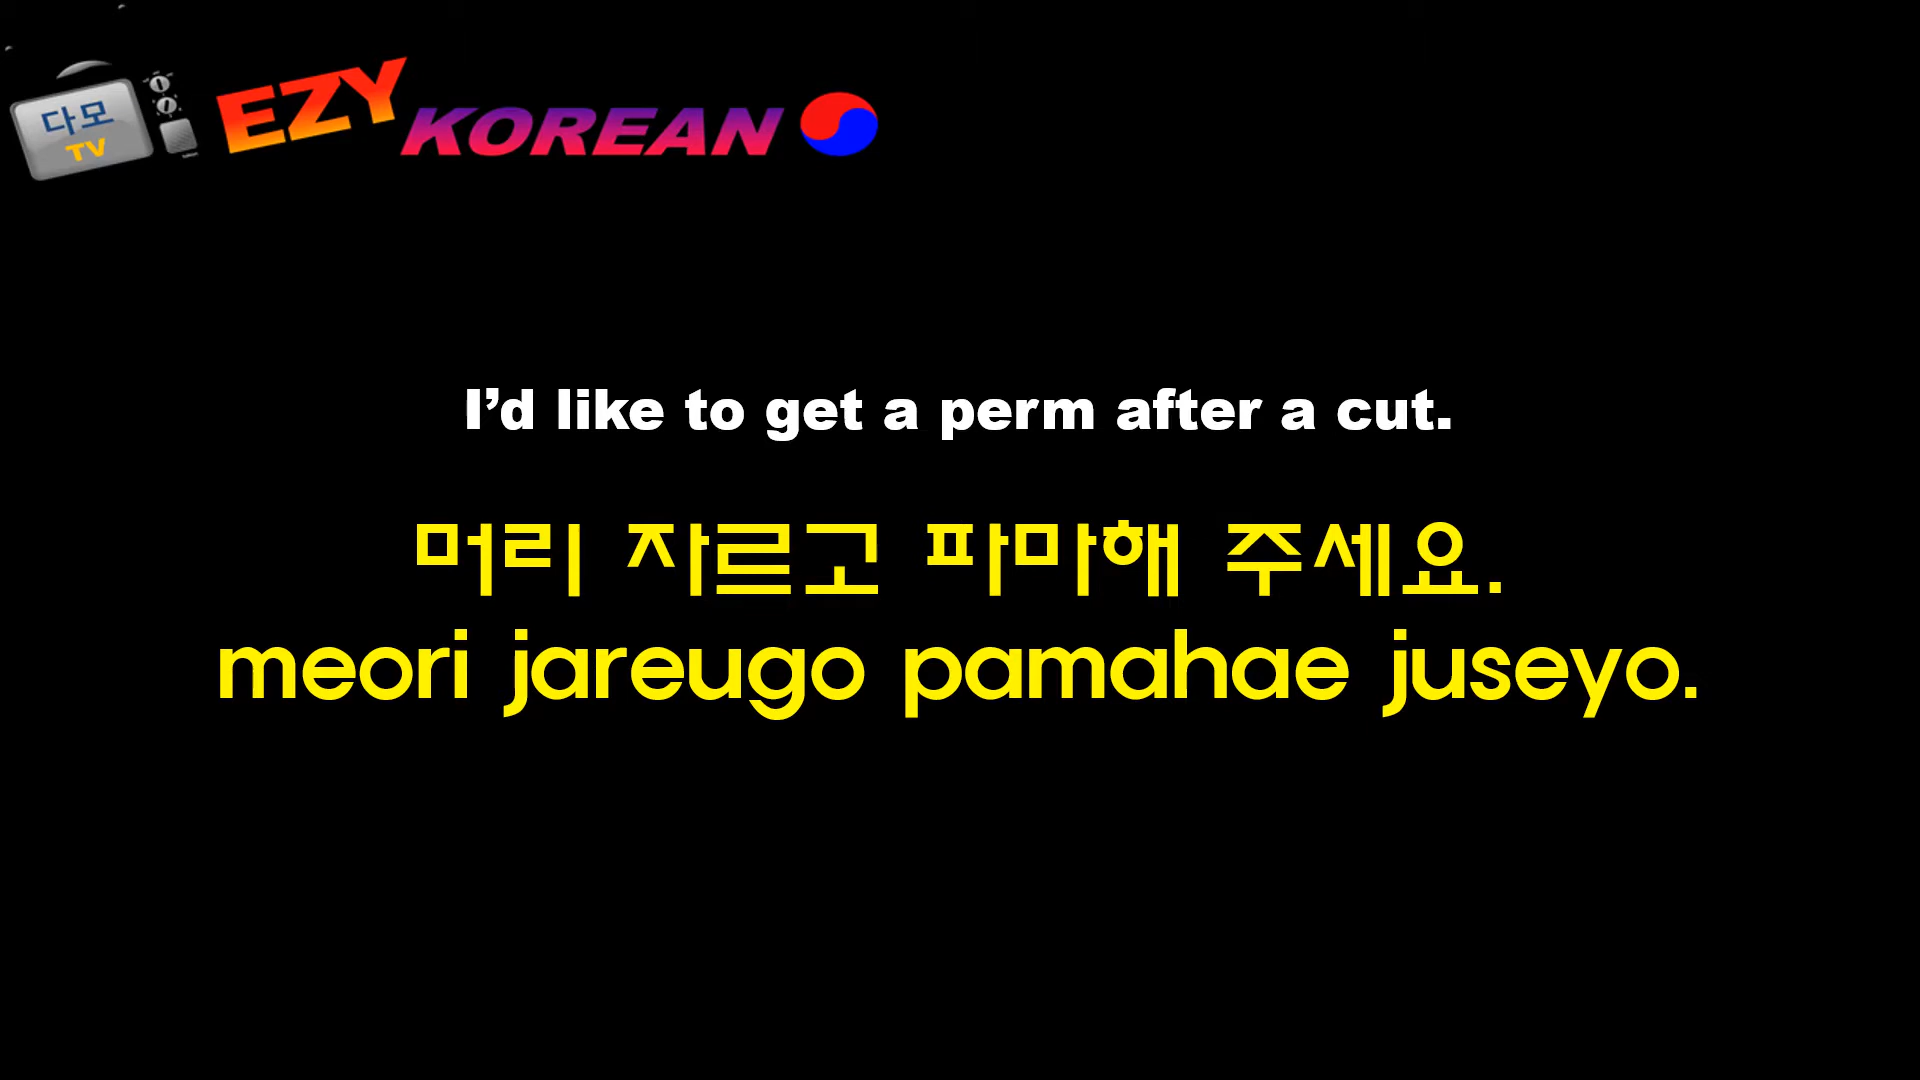 다모
TV
EZY KOREAN
I’d like to get a perm after a cut.
머리 자르고 파마해 주세요.
meori jareugo pamahae juseyo.